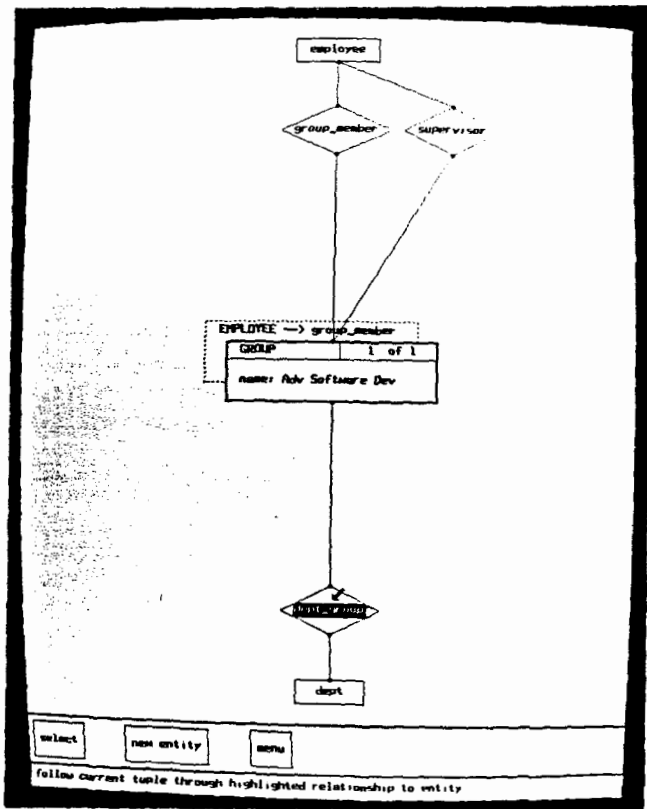 employee
group_member
supervisor
EMPLOYEE —> group_member
GROUP 1 of 1
name: Adv Software Dev
dept_group
dept
select
new entity
menu
follow current tuple through highlighted relationship to entity